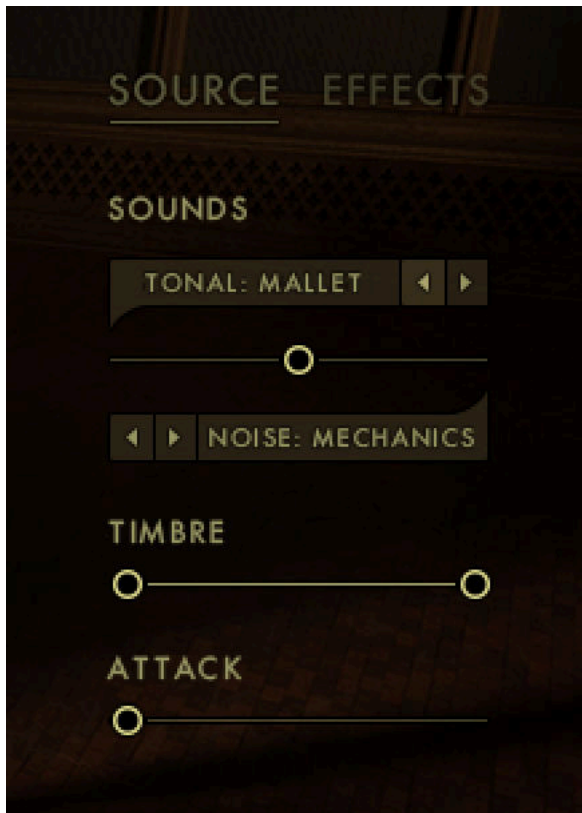 SOURCE EFFECTS
SOUNDS
TONAL: MALLET
NOISE: MECHANICS
TIMBRE
ATTACK